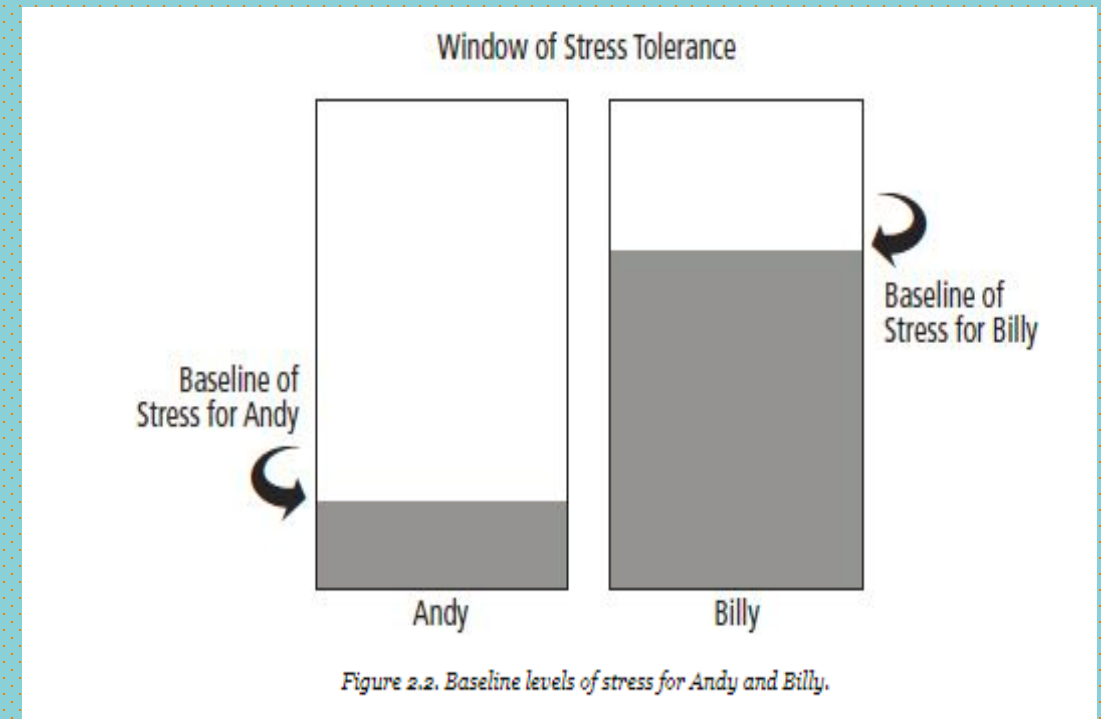 Window of Stress Tolerance
Baseline of
Stress for Billy
Baseline of
Stress for Andy
Andy
Billy
Figure 2.2. Baseline levels of stress for Andy and Billy.